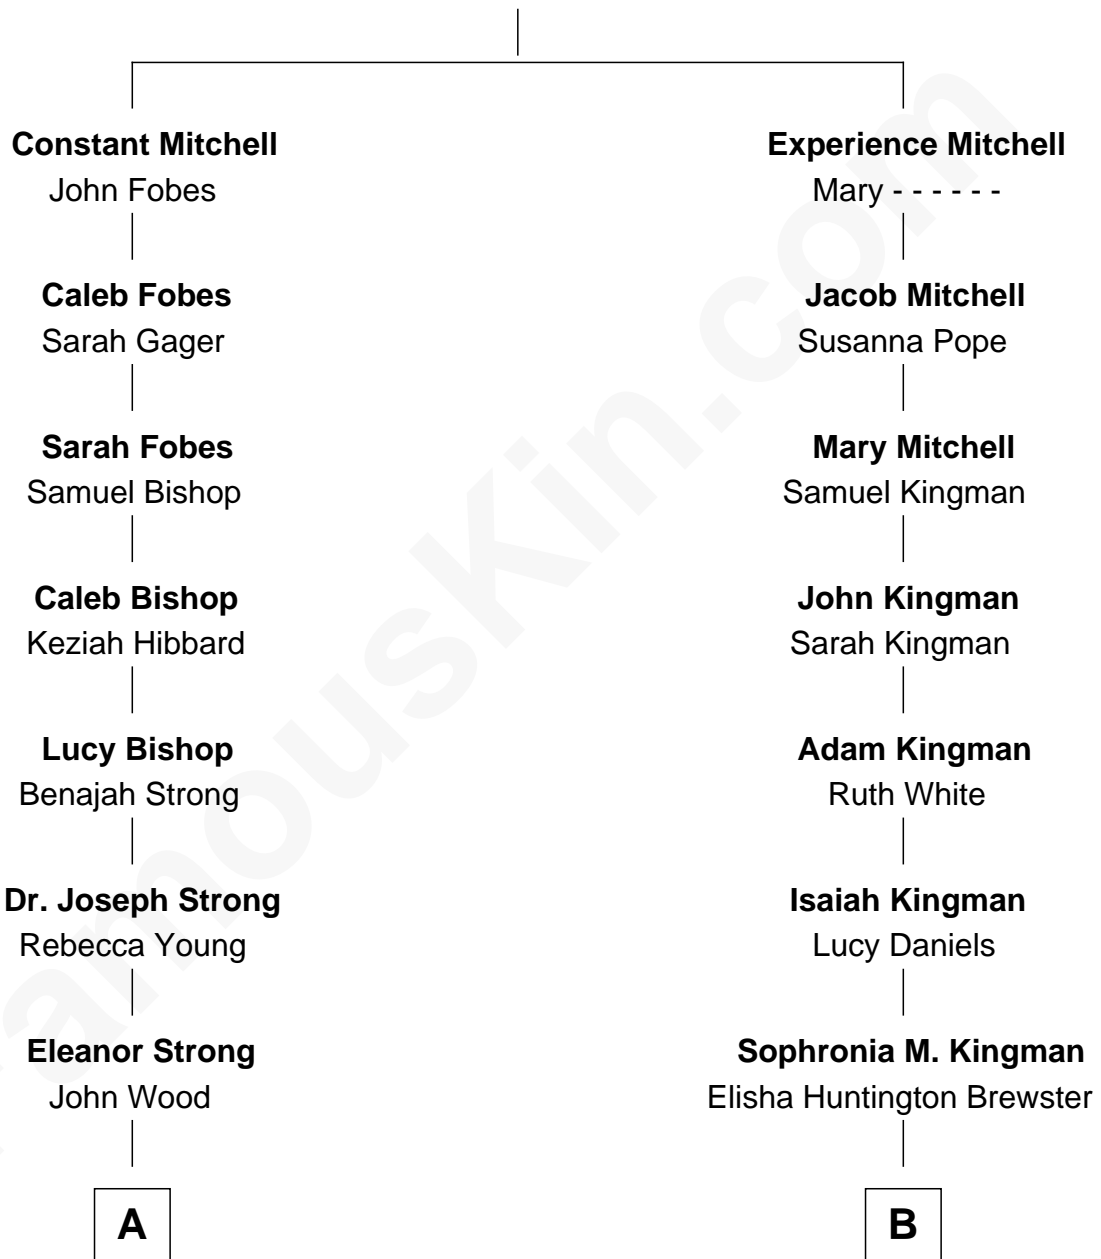 Constant Mitchell
John Fobes
Experience Mitchell
Mary - - - - - -
Caleb Fobes
Sarah Gager
Jacob Mitchell
Susanna Pope
Sarah Fobes
Samuel Bishop
Mary Mitchell
Samuel Kingman
Caleb Bishop
Keziah Hibbard
John Kingman
Sarah Kingman
Lucy Bishop
Benajah Strong
Adam Kingman
Ruth White
Dr. Joseph Strong
Rebecca Young
Isaiah Kingman
Lucy Daniels
Eleanor Strong
John Wood
Sophronia M. Kingman
Elisha Huntington Brewster
A
B
FamousKin.com